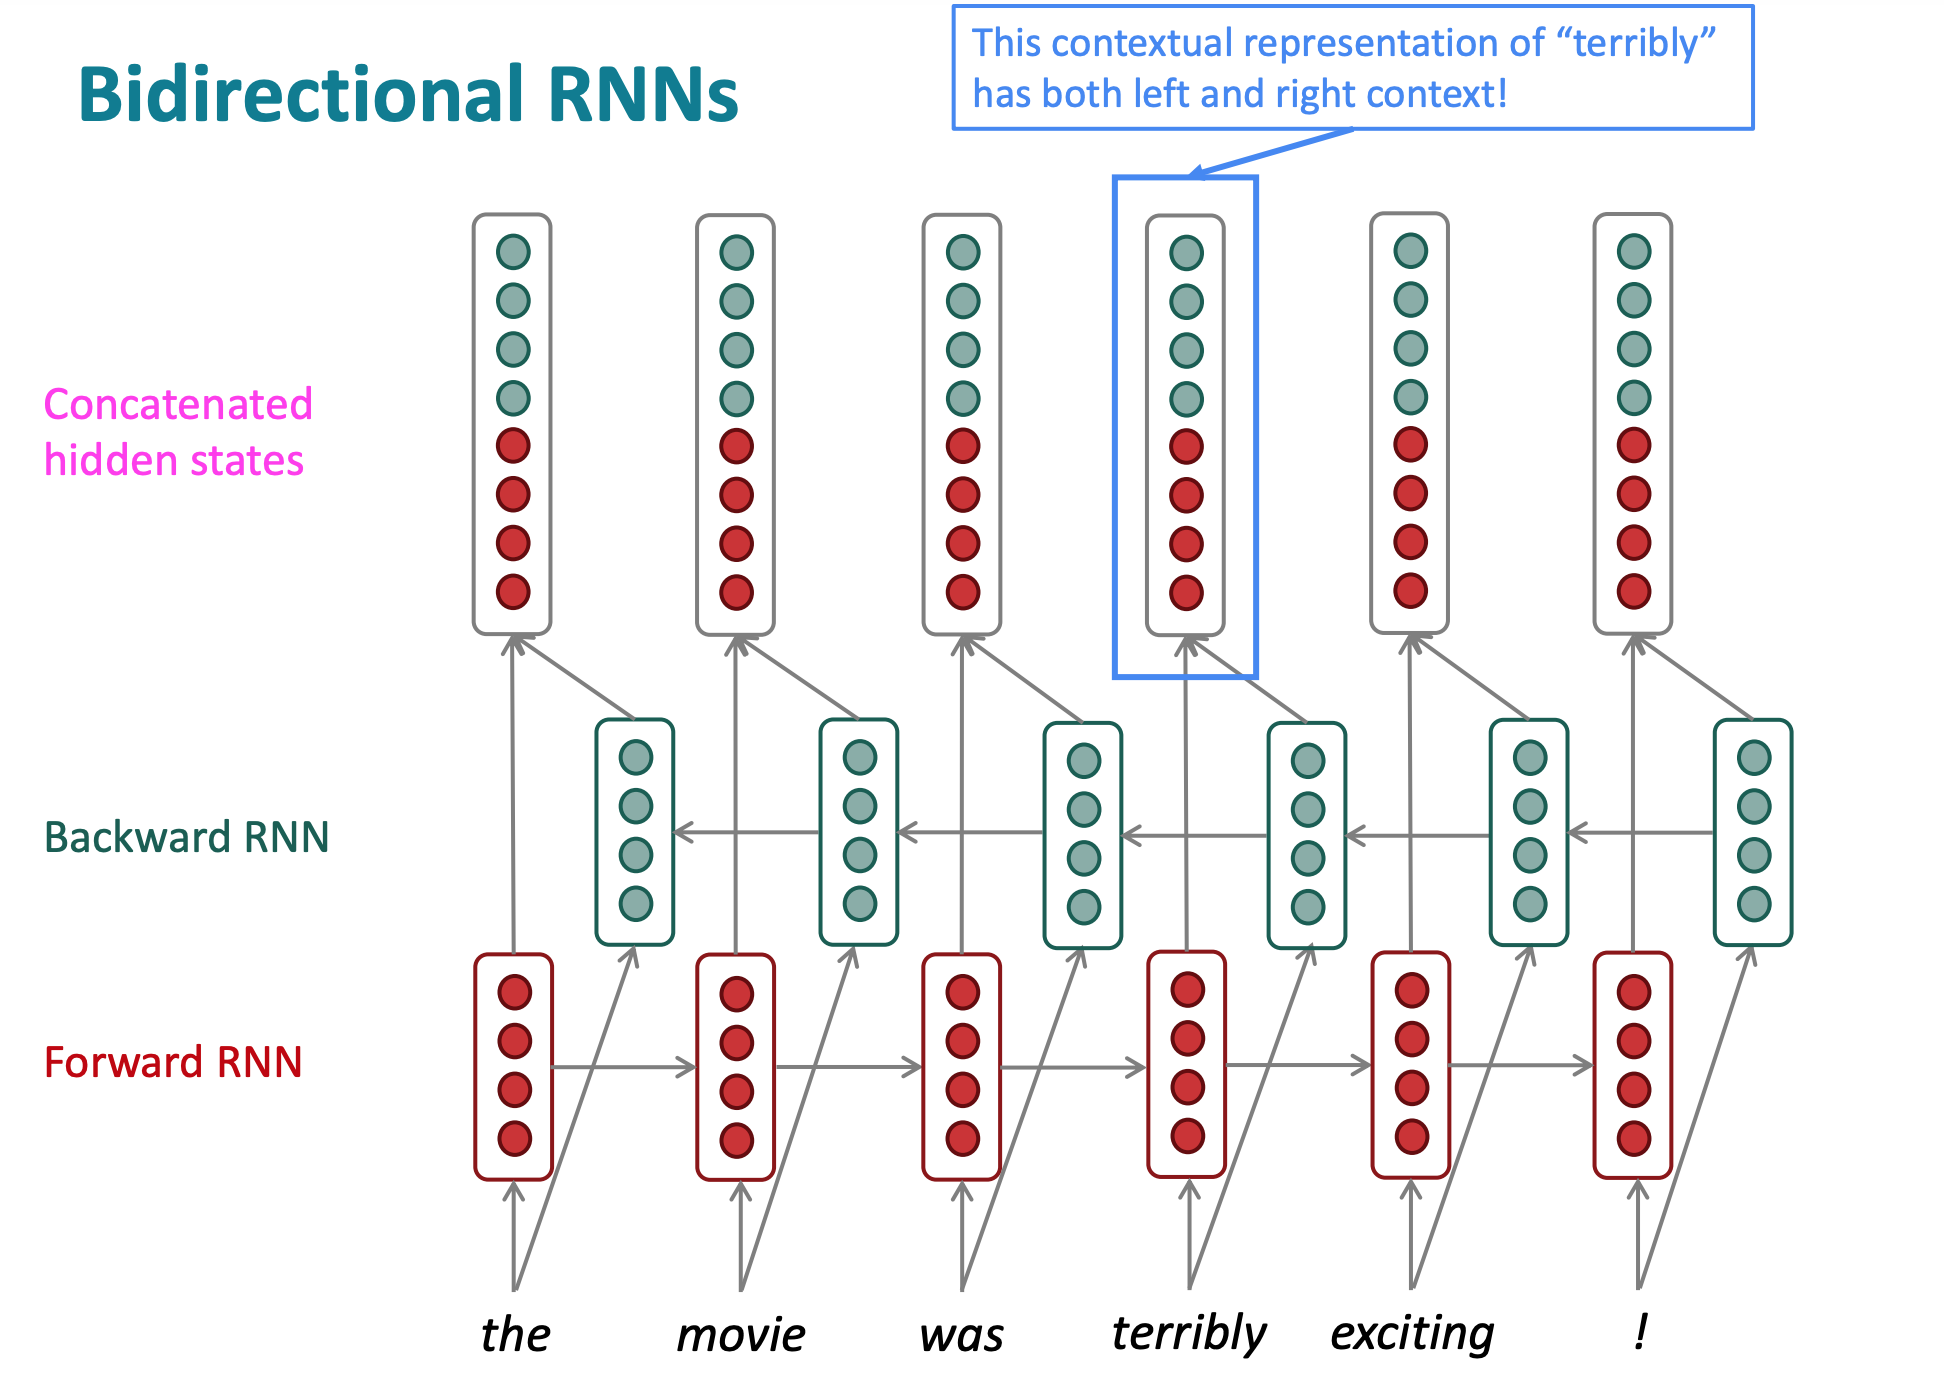 Bidirectional RNNs
This contextual representation of “terribly”
has both left and right context!
Concatenated
hidden states
Backward RNN
Forward RNN
the movie was terribly exciting !